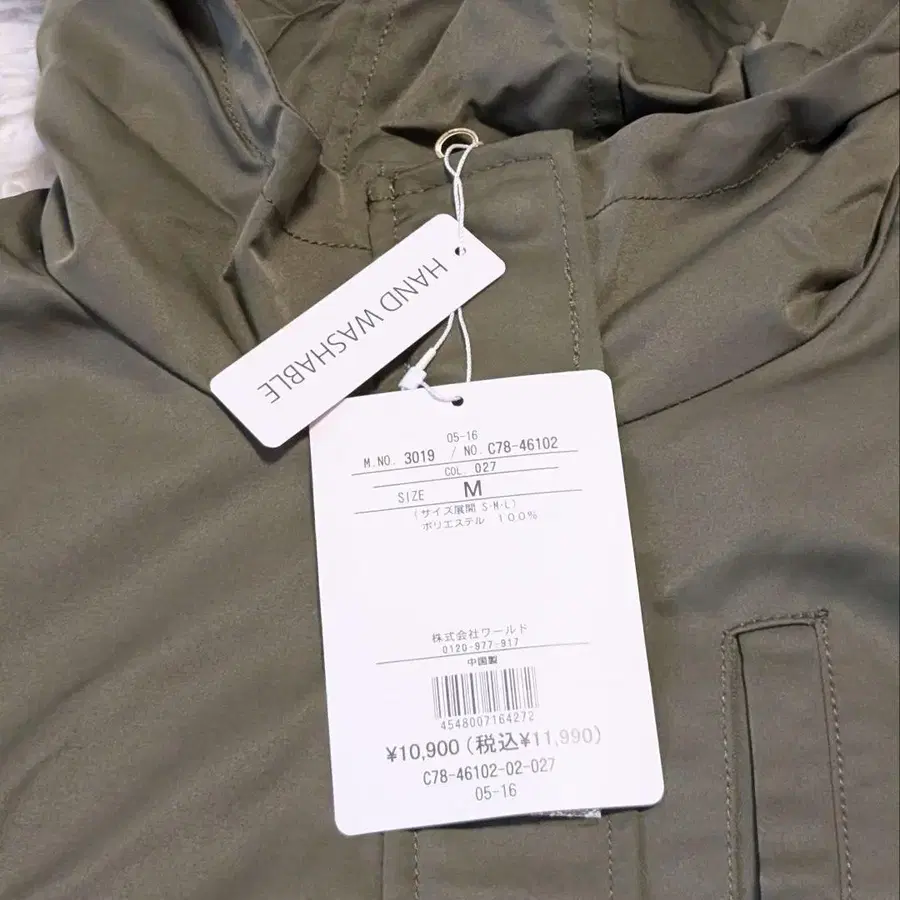 HAND WASHABLE
05-16
M.NO. 3019 / NO. C78-46102
COL. 027
SIZE M
(サイズ展開 S・M・L)
ポリエステル 100%
株式会社ワールド
0120-977-917
中国製
4548007164272
¥10,900(税込¥11,990)
C78-46102-02-027
05-16